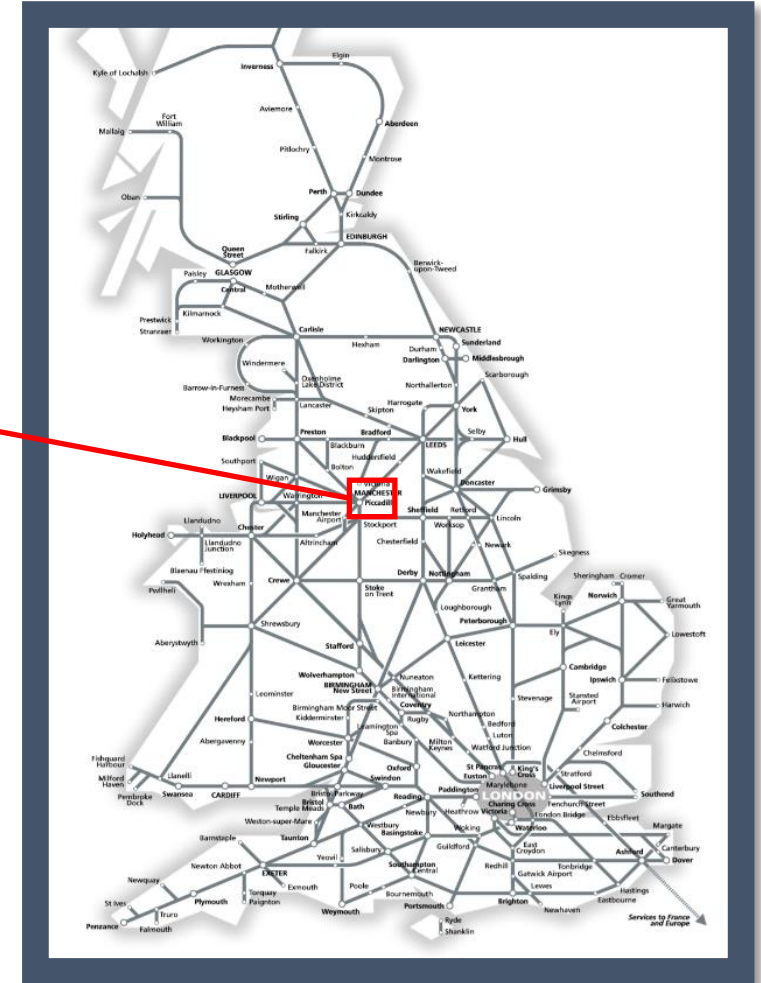 Elgin
Inverness
Kyle of Lochalsh
Aviemore
Fort
William
Aberdeen
Mallaig
Pitlochry
Montrose
Perth
Dundee
Oban
Stirling
Kirkcaldy
EDINBURGH
Queen
Street
Falkirk
Berwick-
upon-Tweed
Paisley
GLASGOW
Central
Motherwell
Prestwick
Kilmarnock
Stranraer
Carlisle
NEWCASTLE
Workington
Hexham
Sunderland
Durham
Darlington
Middlesbrough
Windermere
Scarborough
Oxenholme
Lake District
Northallerton
Barrow-in-Furness
Morecambe
Heysham Port
Lancaster
Harrogate
York
Skipton
Blackpool
Preston
Bradford
Selby
Blackburn
LEEDS
Hull
Southport
Huddersfield
Bolton
Wakefield
Wigan
Victoria
MANCHESTER
Piccadilly
Doncaster
Grimsby
LIVERPOOL
Warrington
Manchester
Airport
Sheffield
Retford
Lincoln
Llandudno
Chester
Stockport
Worksop
Holyhead
Llandudno
Junction
Altrincham
Chesterfield
Newark
Skegness
Blaenau Ffestiniog
Wrexham
Crewe
Derby
Nottingham
Spalding
Sheringham
Cromer
Pwllheli
Stoke
on Trent
Grantham
Kings
Lynn
Norwich
Great
Yarmouth
Loughborough
Shrewsbury
Peterborough
Ely
Lowestoft
Aberystwyth
Stafford
Leicester
Cambridge
Wolverhampton
Nuneaton
Kettering
Ipswich
Felixstowe
BIRMINGHAM
New Street
Birmingham
International
Leominster
Stevenage
Stansted
Airport
Harwich
Birmingham Moor Street
Coventry
Northampton
Kidderminster
Rugby
Hereford
Leamington
Spa
Bedford
Colchester
Worcester
Banbury
Milton
Keynes
Luton
Abergavenny
Watford Junction
Chelmsford
Cheltenham Spa
Gloucester
Oxford
St Pancras
Euston
King's
Cross
Stratford
Fishguard
Harbour
Llanelli
Swindon
Marylebone
Liverpool Street
Milford
Haven
Newport
Paddington
LONDON
Southend
Pembroke
Dock
Swansea
CARDIFF
Bristol Parkway
Bristol
Temple Meads
Bath
Reading
Charing Cross
Fenchurch Street
Newbury
Heathrow
Victoria
London Bridge
Ebbsfleet
Weston-super-Mare
Westbury
Waterloo
Margate
Basingstoke
Woking
Barnstaple
Taunton
East
Croydon
Canterbury
Salisbury
Guildford
Ashford
Yeovil
Redhill
Tonbridge
Dover
Newton Abbot
Southampton
Central
Gatwick Airport
EXETER
Newquay
Exmouth
Poole
Lewes
Hastings
Torquay
Paignton
Bournemouth
Eastbourne
St Ives
Plymouth
Portsmouth
Brighton
Newhaven
Truro
Weymouth
Penzance
Falmouth
Ryde
Shanklin
Services to France
and Europe